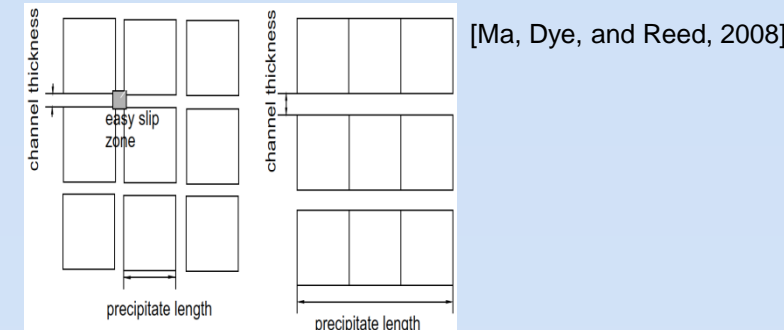 channel thickness
easy slip
zone
precipitate length
channel thickness
precipitate length
[Ma, Dye, and Reed, 2008]